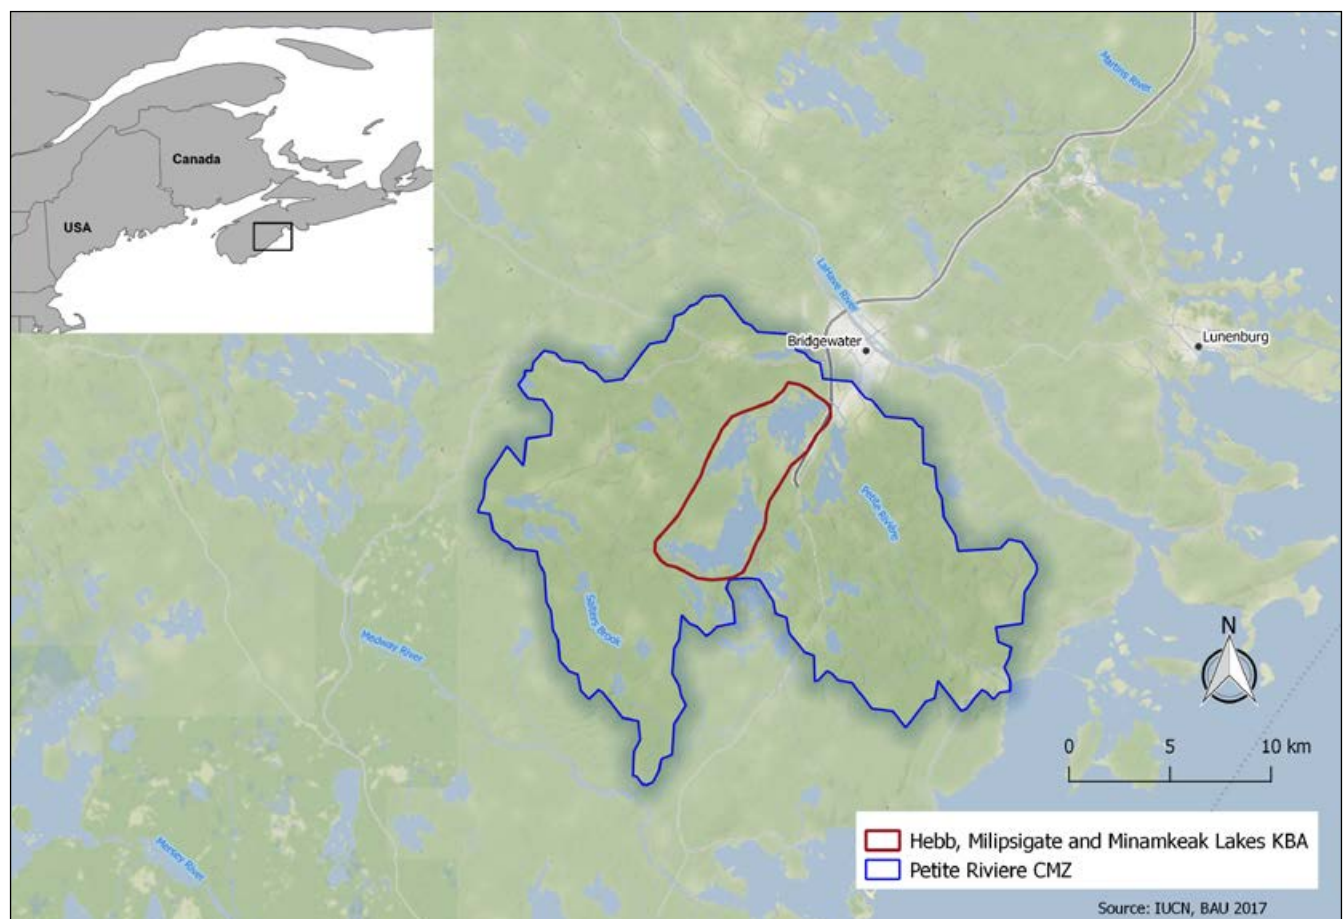 Canada
USA
Martins River
LaHave River
Bridgewater
Lunenburg
Petite Rivière
Salters Brook
Medway River
Mersey River
N
0 5 10 km
Hebb, Milipsigate and Minamkeak Lakes KBA
Petite Riviere CMZ
Source: IUCN, BAU 2017